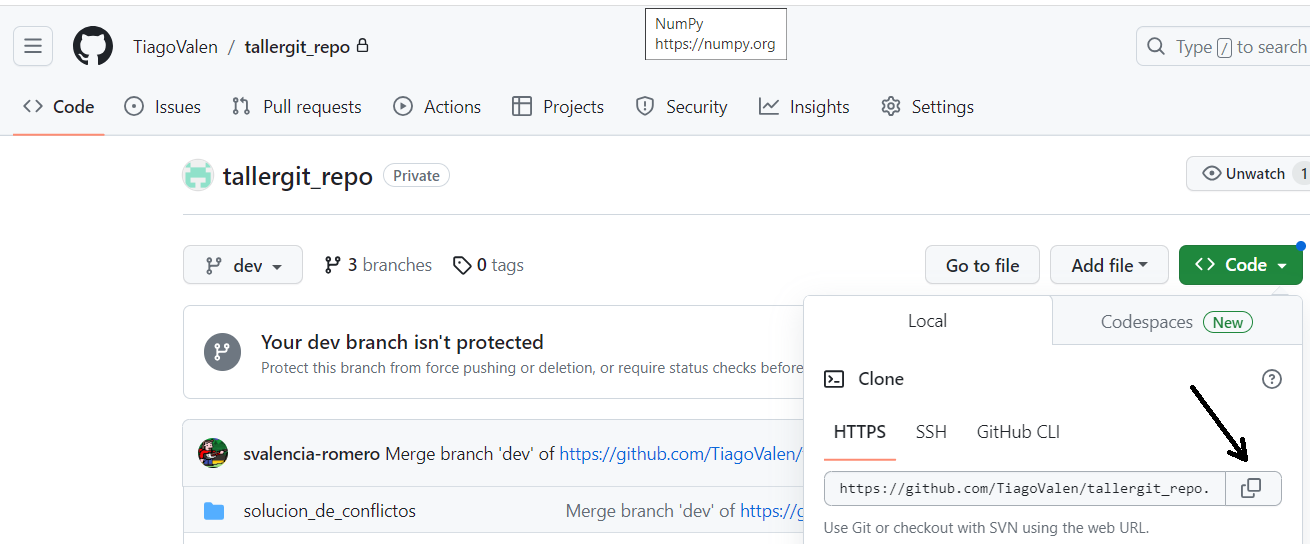 NumPy
https://numpy.org
TiagoValen / tallergit_repo
Type / to search
Code Issues Pull requests Actions Projects Security Insights Settings
tallergit_repo Private
Unwatch 1
dev 3 branches 0 tags
Go to file Add file Code
Local Codespaces New
Your dev branch isn't protected
Protect this branch from force pushing or deletion, or require status checks before
Clone
HTTPS SSH GitHub CLI
svalencia-romero Merge branch 'dev' of https://github.com/TiagoValen/
https://github.com/TiagoValen/tallergit_repo.
solucion_de_conflictos Merge branch 'dev' of https://g
Use Git or checkout with SVN using the web URL.